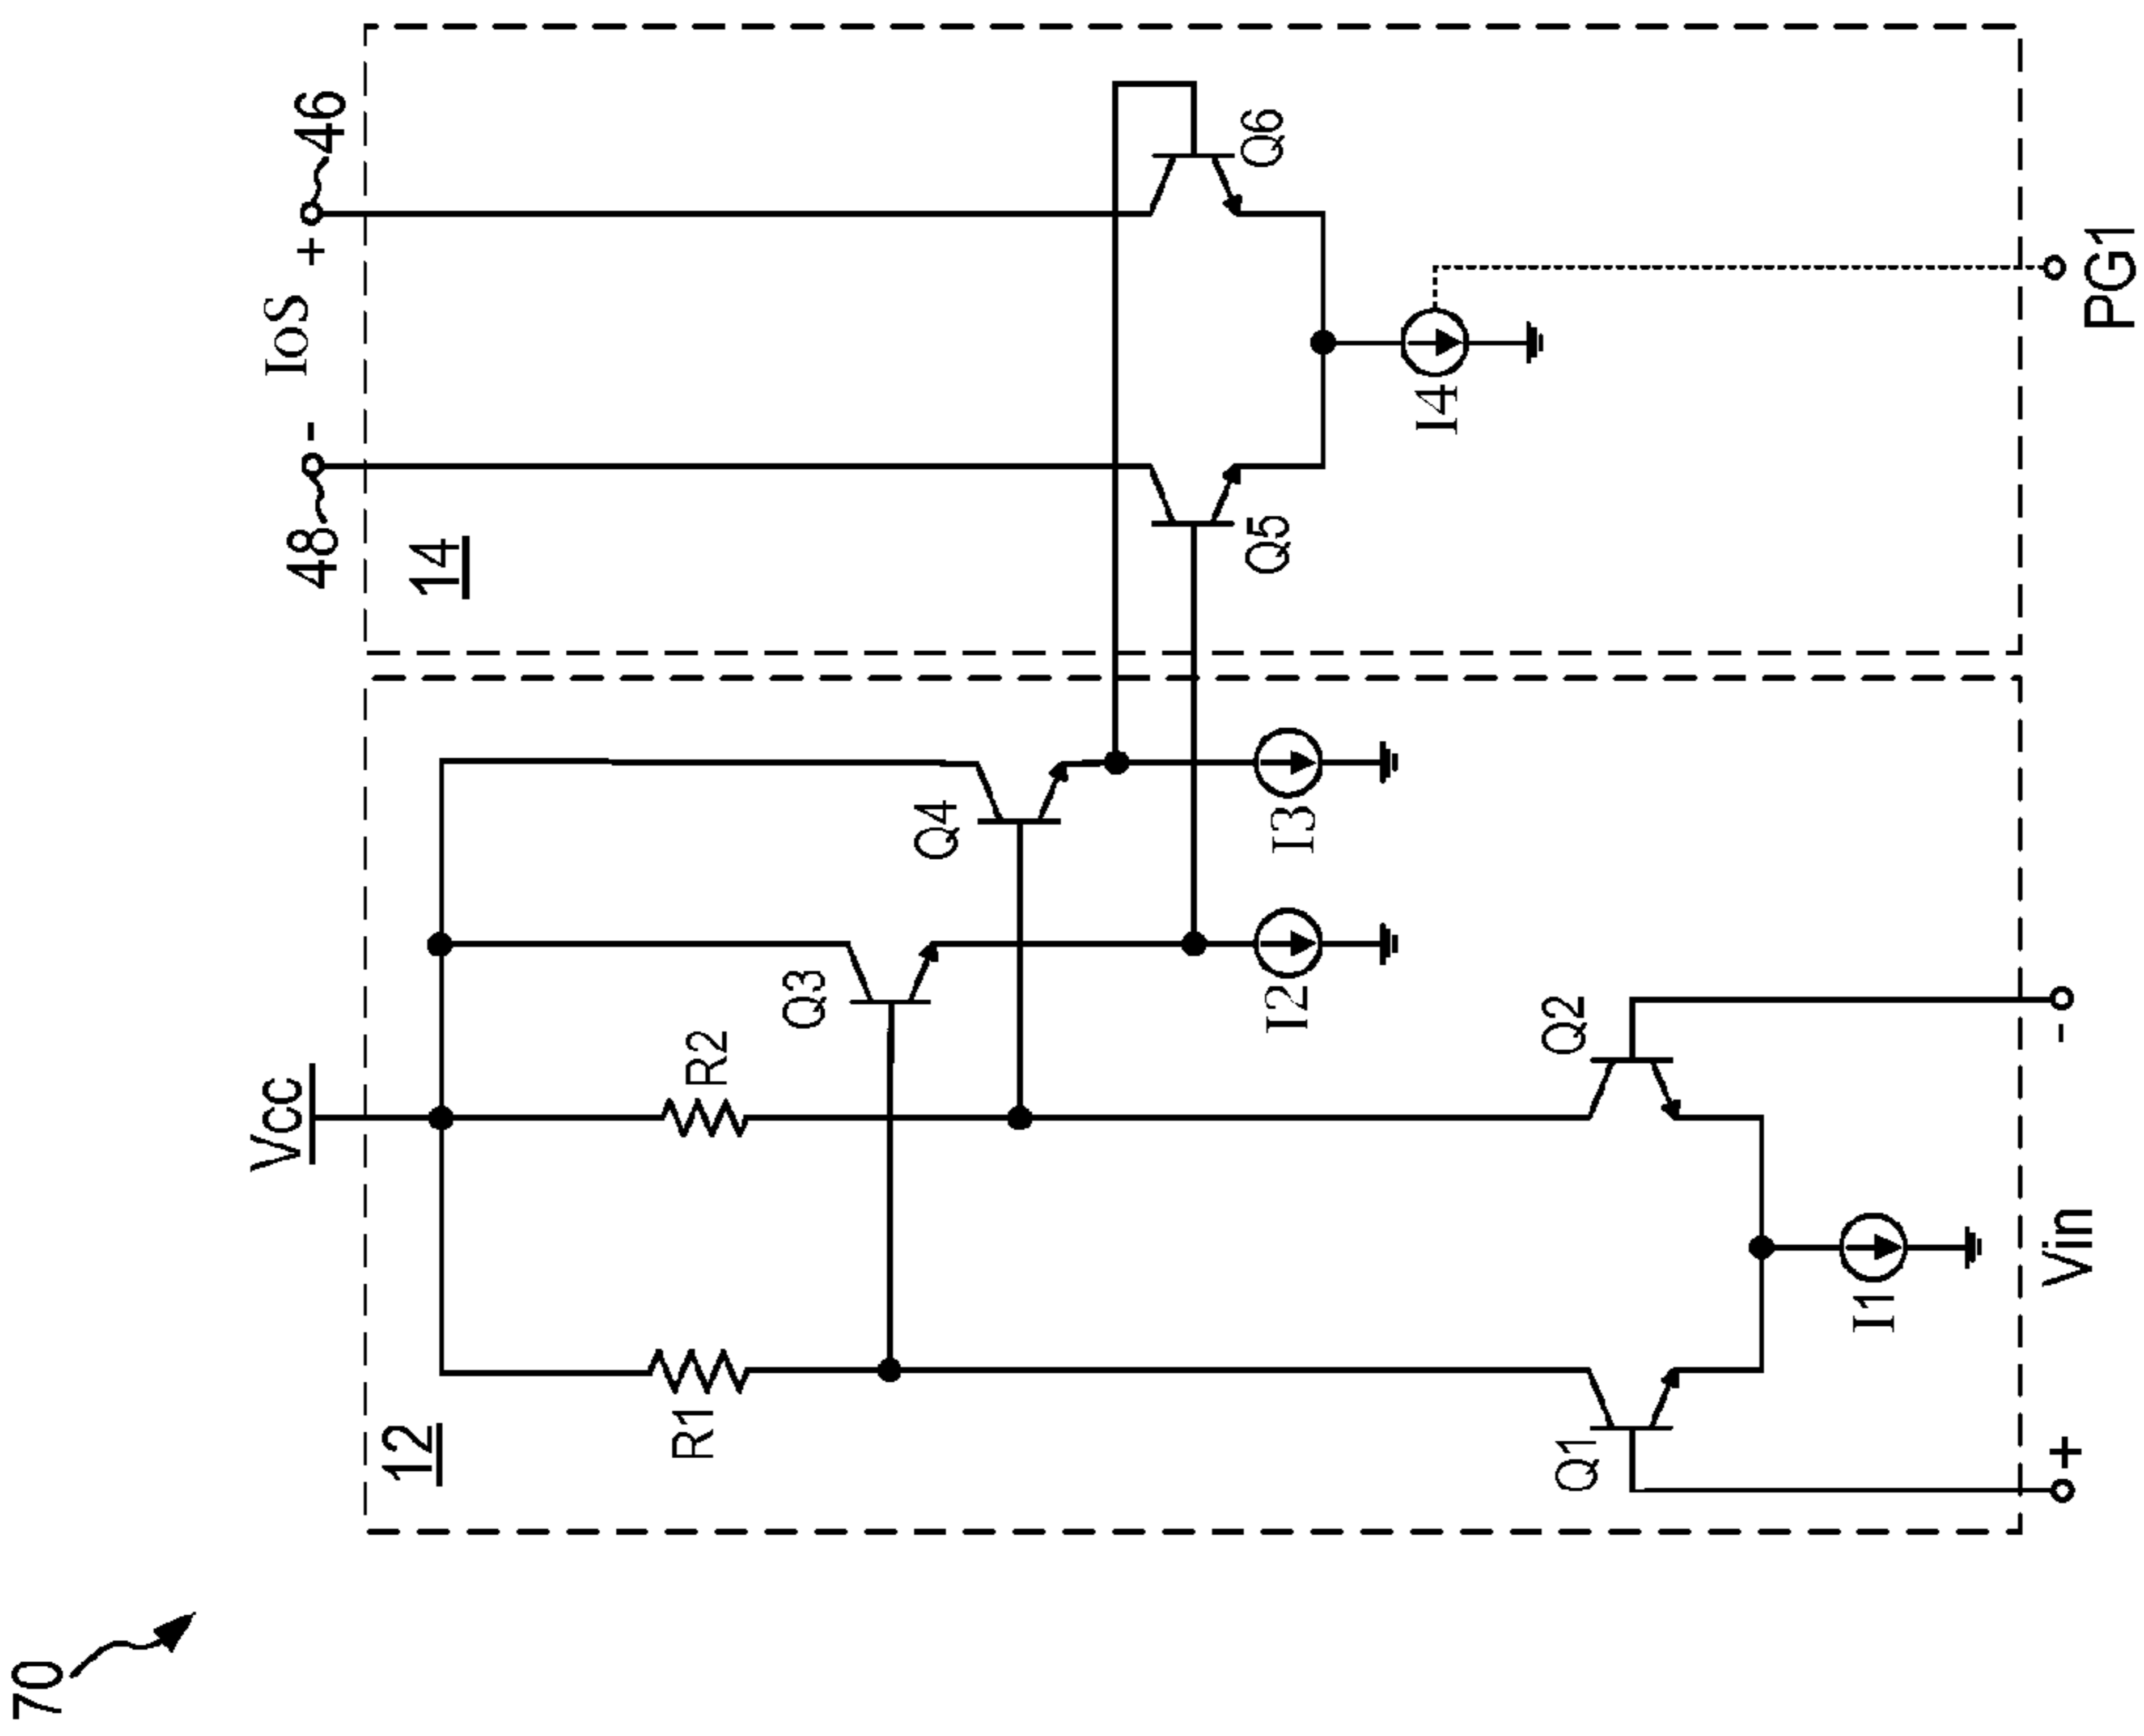 70
Vcc
48
-
IoS
+
46
12
14
R1
R2
Q3
Q4
Q5
Q6
I2
I3
I4
Q1
Q2
I1
+
Vin
-
PG1